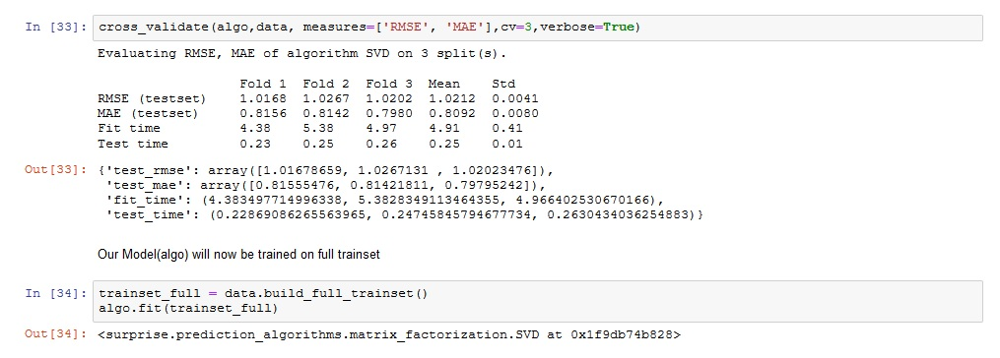 In [33]: cross_validate(algo,data, measures=['RMSE', 'MAE'],cv=3,verbose=True)
Evaluating RMSE, MAE of algorithm SVD on 3 split(s).
Fold 1 Fold 2 Fold 3 Mean Std
RMSE (testset) 1.0168 1.0267 1.0202 1.0212 0.0041
MAE (testset) 0.8156 0.8142 0.7980 0.8092 0.0080
Fit time 4.38 5.38 4.97 4.91 0.41
Test time 0.23 0.25 0.26 0.25 0.01
Out[33]: {'test_rmse': array([1.01678659, 1.0267131 , 1.02023476]),
'test_mae': array([0.81555476, 0.81421811, 0.79795242]),
'fit_time': (4.383497714996338, 5.3828349113464355, 4.966402530670166),
'test_time': (0.22869086265563965, 0.24745845794677734, 0.2630434036254883)}
Our Model(algo) will now be trained on full trainset
In [34]: trainset_full = data.build_full_trainset()
algo.fit(trainset_full)
Out[34]: <surprise.prediction_algorithms.matrix_factorization.SVD at 0x1f9db74b828>